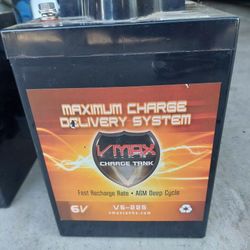 MAXIMUM CHARGE
DELIVERY SYSTEM
VMAX
CHARGE TANK
Fast Recharge Rate • AGM Deep Cycle
6V
V6-225
vmaxtanks.com